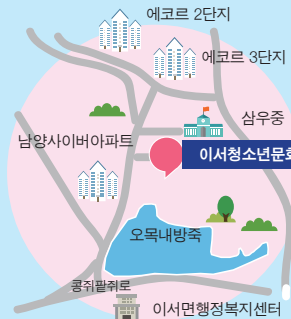 에코르 2단지
에코르 3단지
삼우중
남양사이버아파트
이서청소년문화
오목내방죽
콩쥐팥쥐로
이서면행정복지센터